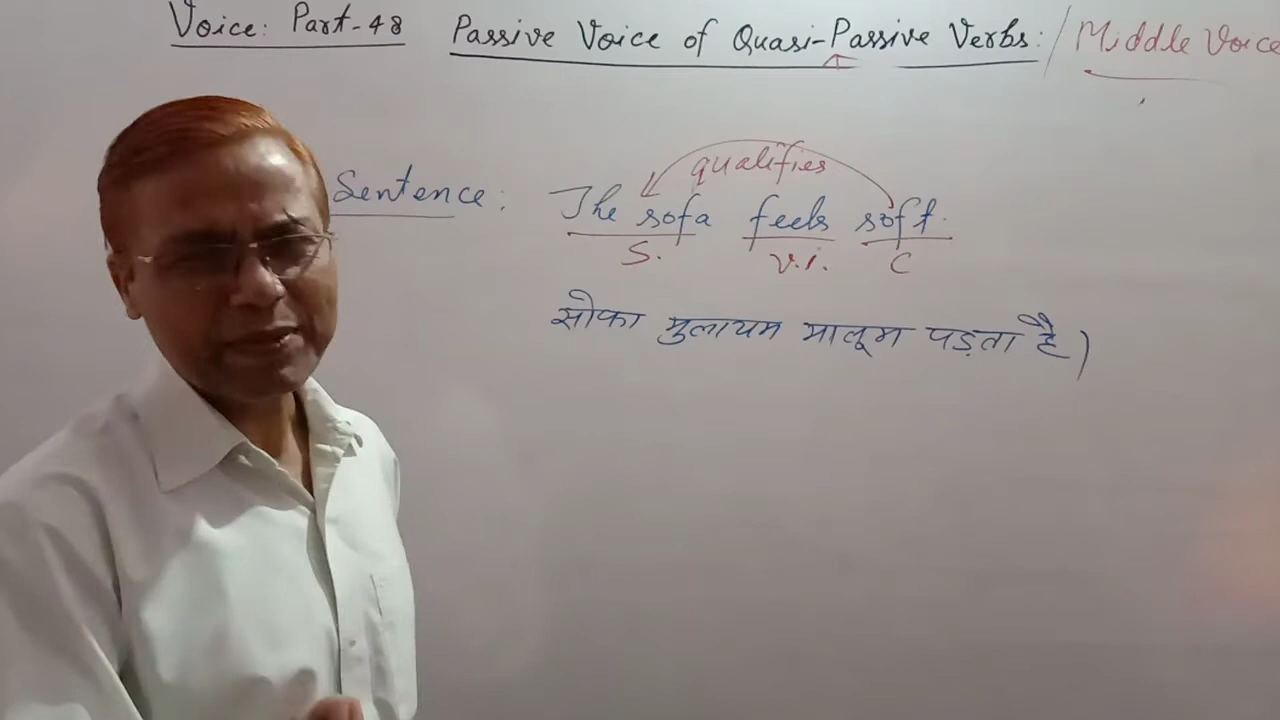 Voice: Part-48 Passive Voice of Quasi-Passive Verbs: / Middle Voice
qualifies
Sentence: The sofa feels soft.
S. v.i. C
सोफा मुलायम मालूम पड़ता है)